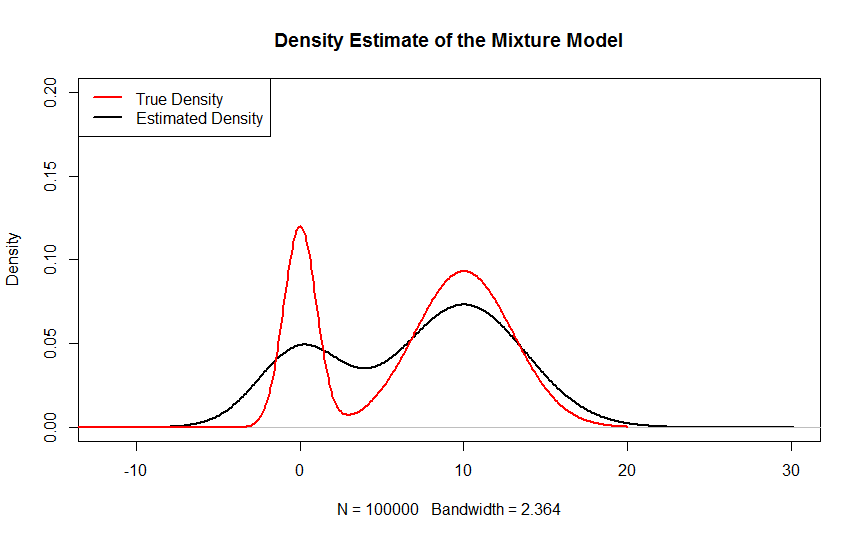 Density Estimate of the Mixture Model
True Density
Estimated Density
Density
0.20
0.15
0.10
0.05
0.00
-10 0 10 20 30
N = 100000 Bandwidth = 2.364